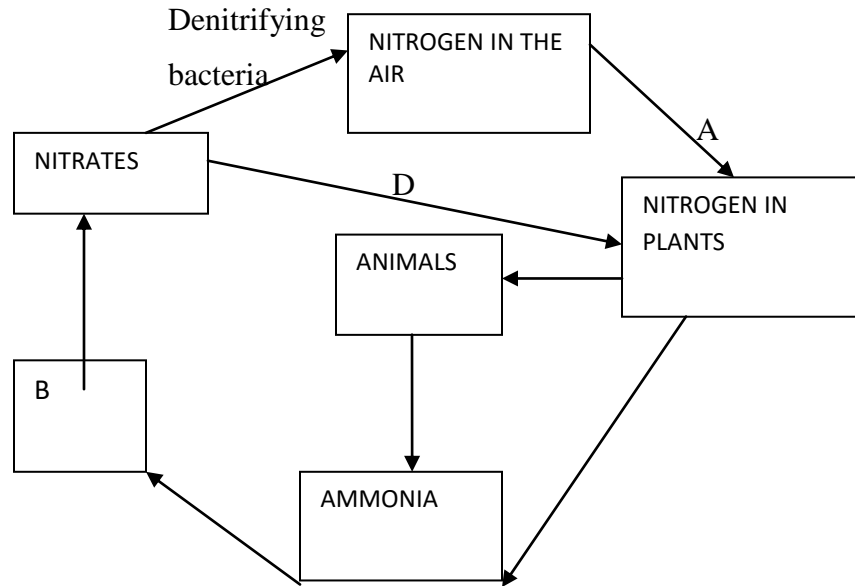 Denitrifying
bacteria
NITROGEN IN THE
AIR
A
NITRATES
D
NITROGEN IN
PLANTS
ANIMALS
B
AMMONIA